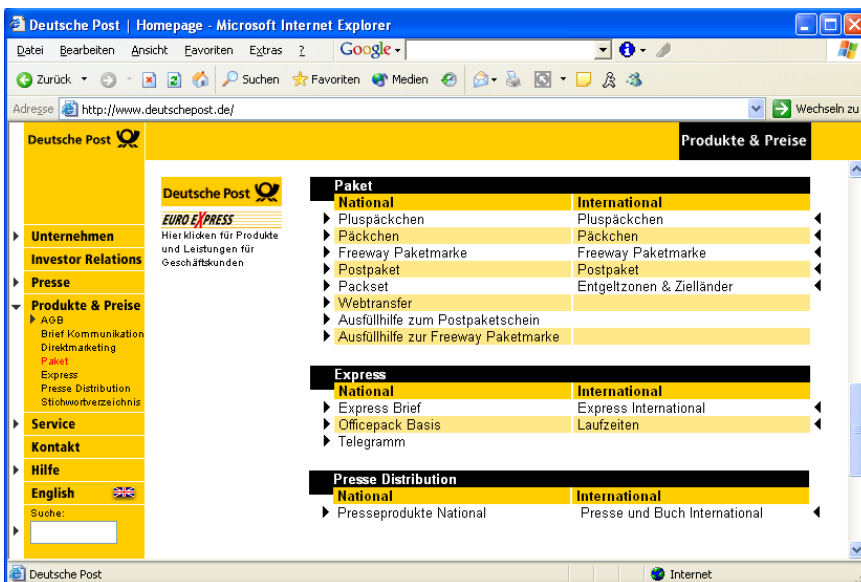 Deutsche Post | Homepage - Microsoft Internet Explorer
Datei Bearbeiten Ansicht Favoriten Extras ? Google
Zurück Suchen Favoriten Medien
Adresse http://www.deutschepost.de/ Wechseln zu
Deutsche Post
Produkte & Preise
Unternehmen
Investor Relations
Presse
Produkte & Preise
AGB
Brief Kommunikation
Direktmarketing
Paket
Express
Presse Distribution
Stichwortverzeichnis
Service
Kontakt
Hilfe
English
Suche:
Deutsche Post
EURO EXPRESS
Hier klicken für Produkte
und Leistungen für
Geschäftskunden
Paket
National International
Pluspäckchen Pluspäckchen
Päckchen Päckchen
Freeway Paketmarke Freeway Paketmarke
Postpaket Postpaket
Packset Entgeltzonen & Zielländer
Webtransfer
Ausfüllhilfe zum Postpaketschein
Ausfüllhilfe zur Freeway Paketmarke
Express
National International
Express Brief Express International
Officepack Basis Laufzeiten
Telegramm
Presse Distribution
National International
Presseprodukte National Presse und Buch International
Deutsche Post Internet